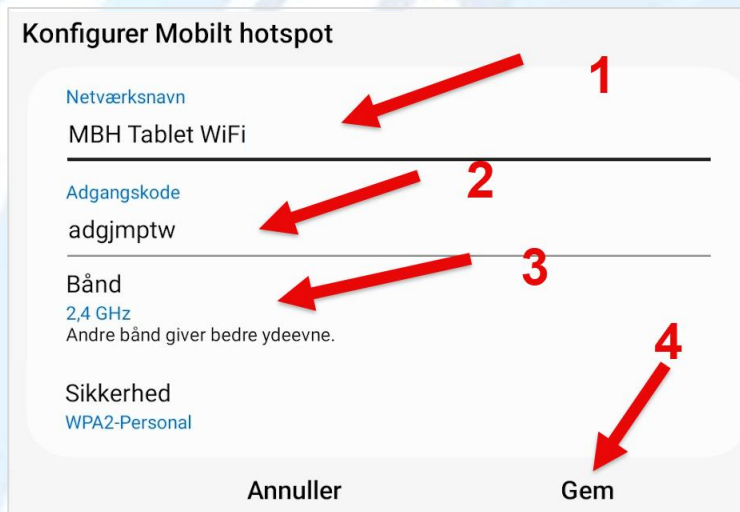 Konfigurer Mobilt hotspot
1
Netværksnavn
MBH Tablet WiFi
2
Adgangskode
adgjmptw
3
Bånd
2,4 GHz
Andre bånd giver bedre ydeevne.
4
Sikkerhed
WPA2-Personal
Annuller Gem